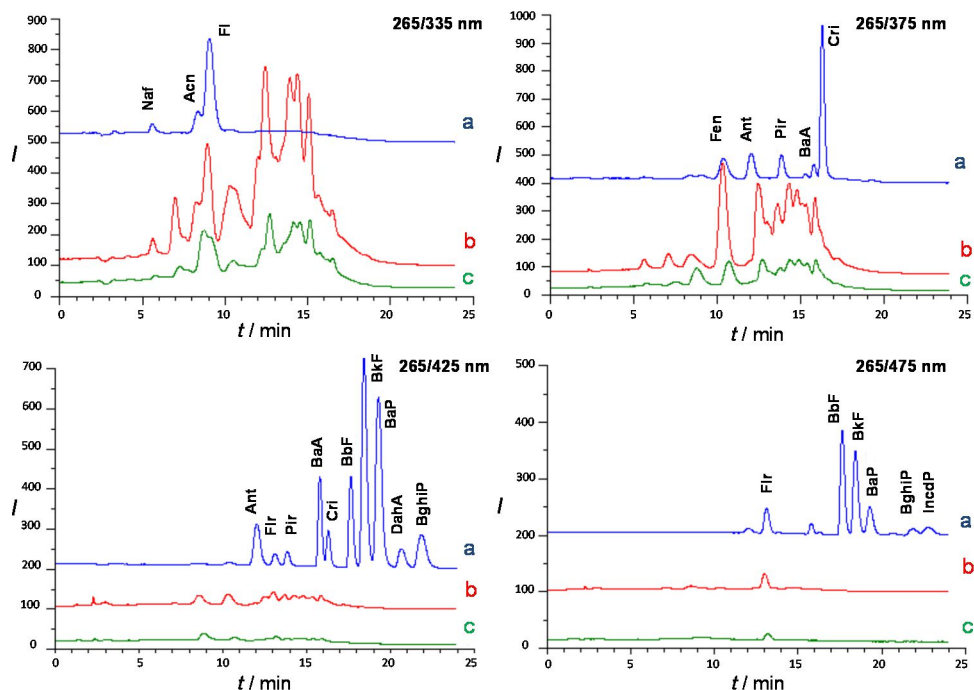 265/335 nm
900
800
700
600
500
400
300
200
100
0
I
Naf
Acn
Fl
a
b
c
0 5 10 15 20 25
t / min
265/375 nm
1000
900
800
700
600
500
400
300
200
100
0
I
Fen
Ant
Pir
BaA
Cri
a
b
c
0 5 10 15 20 25
t / min
265/425 nm
700
600
500
400
300
200
100
0
I
Ant
Flr
Pir
BaA
Cri
BbF
BkF
BaP
DahA
BghiP
a
b
c
0 5 10 15 20 25
t / min
265/475 nm
500
400
300
200
100
0
I
Flr
BbF
BkF
BaP
BghiP
IncdP
a
b
c
0 5 10 15 20 25
t / min